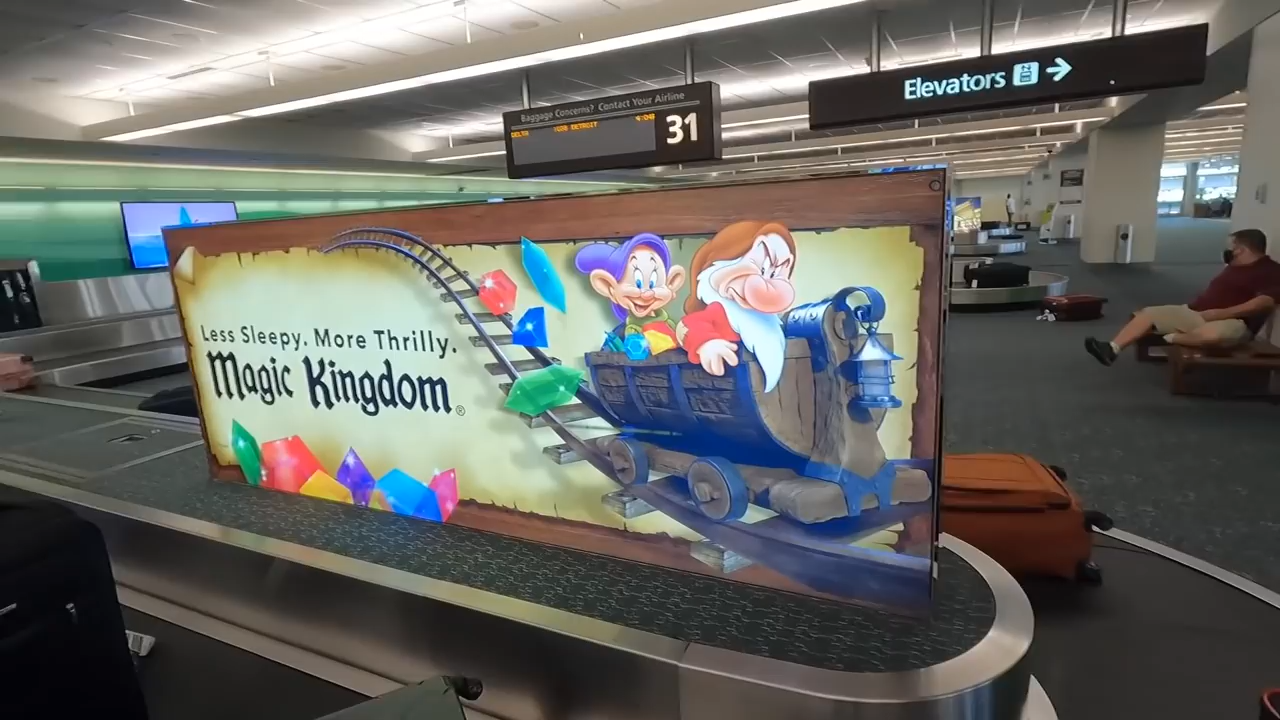 Baggage Concerns? Contact Your Airline
DELTA DETROIT
31
Elevators
Less Sleepy. More Thrilly.
Magic Kingdom®